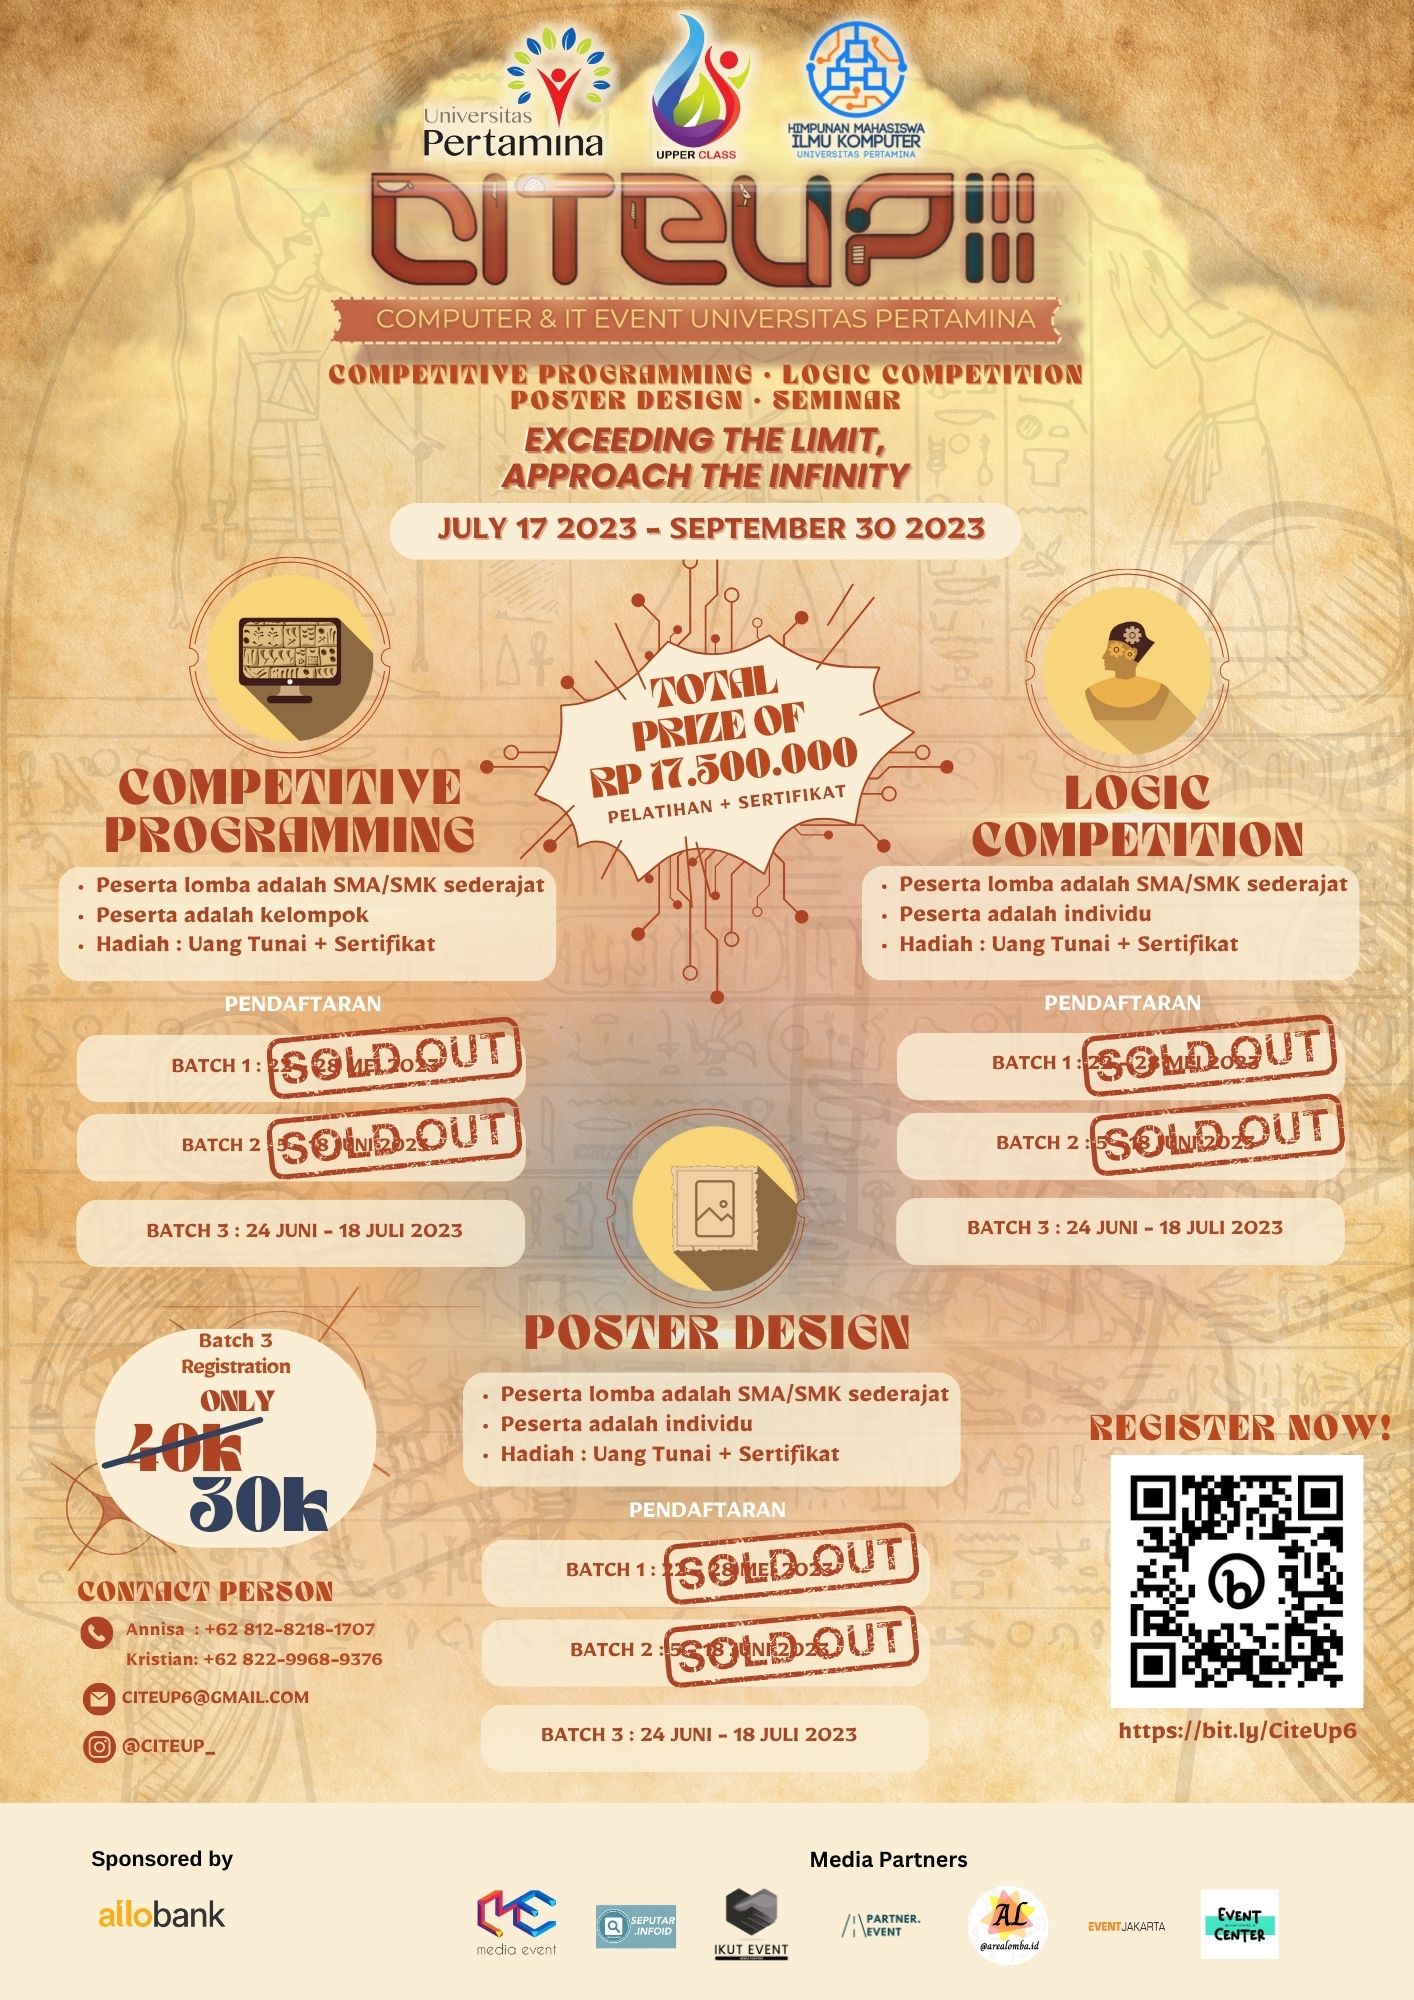 Universitas
Pertamina
UPPER CLASS
HIMPUNAN MAHASISWA
ILMU KOMPUTER
UNIVERSITAS PERTAMINA
CITEUP
COMPUTER & IT EVENT UNIVERSITAS PERTAMINA
COMPETITIVE PROGRAMMING • LOGIC COMPETITION
POSTER DESIGN • SEMINAR
EXCEEDING THE LIMIT,
APPROACH THE INFINITY
JULY 17 2023 - SEPTEMBER 30 2023
TOTAL
PRIZE OF
RP 17.500.000
PELATIHAN + SERTIFIKAT
COMPETITIVE
PROGRAMMING
• Peserta lomba adalah SMA/SMK sederajat
• Peserta adalah kelompok
• Hadiah : Uang Tunai + Sertifikat
PENDAFTARAN
BATCH 1 : 22 - 28 MEI 2023
SOLD OUT
BATCH 2 : 5 - 18 JUNI 2023
SOLD OUT
BATCH 3 : 24 JUNI - 18 JULI 2023
LOGIC
COMPETITION
• Peserta lomba adalah SMA/SMK sederajat
• Peserta adalah individu
• Hadiah : Uang Tunai + Sertifikat
PENDAFTARAN
BATCH 1 : 22 - 28 MEI 2023
SOLD OUT
BATCH 2 : 5 - 18 JUNI 2023
SOLD OUT
BATCH 3 : 24 JUNI - 18 JULI 2023
POSTER DESIGN
• Peserta lomba adalah SMA/SMK sederajat
• Peserta adalah individu
• Hadiah : Uang Tunai + Sertifikat
PENDAFTARAN
BATCH 1 : 22 - 28 MEI 2023
SOLD OUT
BATCH 2 : 5 - 18 JUNI 2023
SOLD OUT
BATCH 3 : 24 JUNI - 18 JULI 2023
Batch 3
Registration
ONLY
40k
30k
CONTACT PERSON
Annisa : +62 812-8218-1707
Kristian: +62 822-9968-9376
CITEUP6@GMAIL.COM
@CITEUP_
REGISTER NOW!
https://bit.ly/CiteUp6
Sponsored by
allobank
Media Partners
media event
SEPUTAR
.INFOID
IKUT EVENT
PARTNER.
EVENT
AL
@arealomba.id
EVENTJAKARTA
EVENT
CENTER